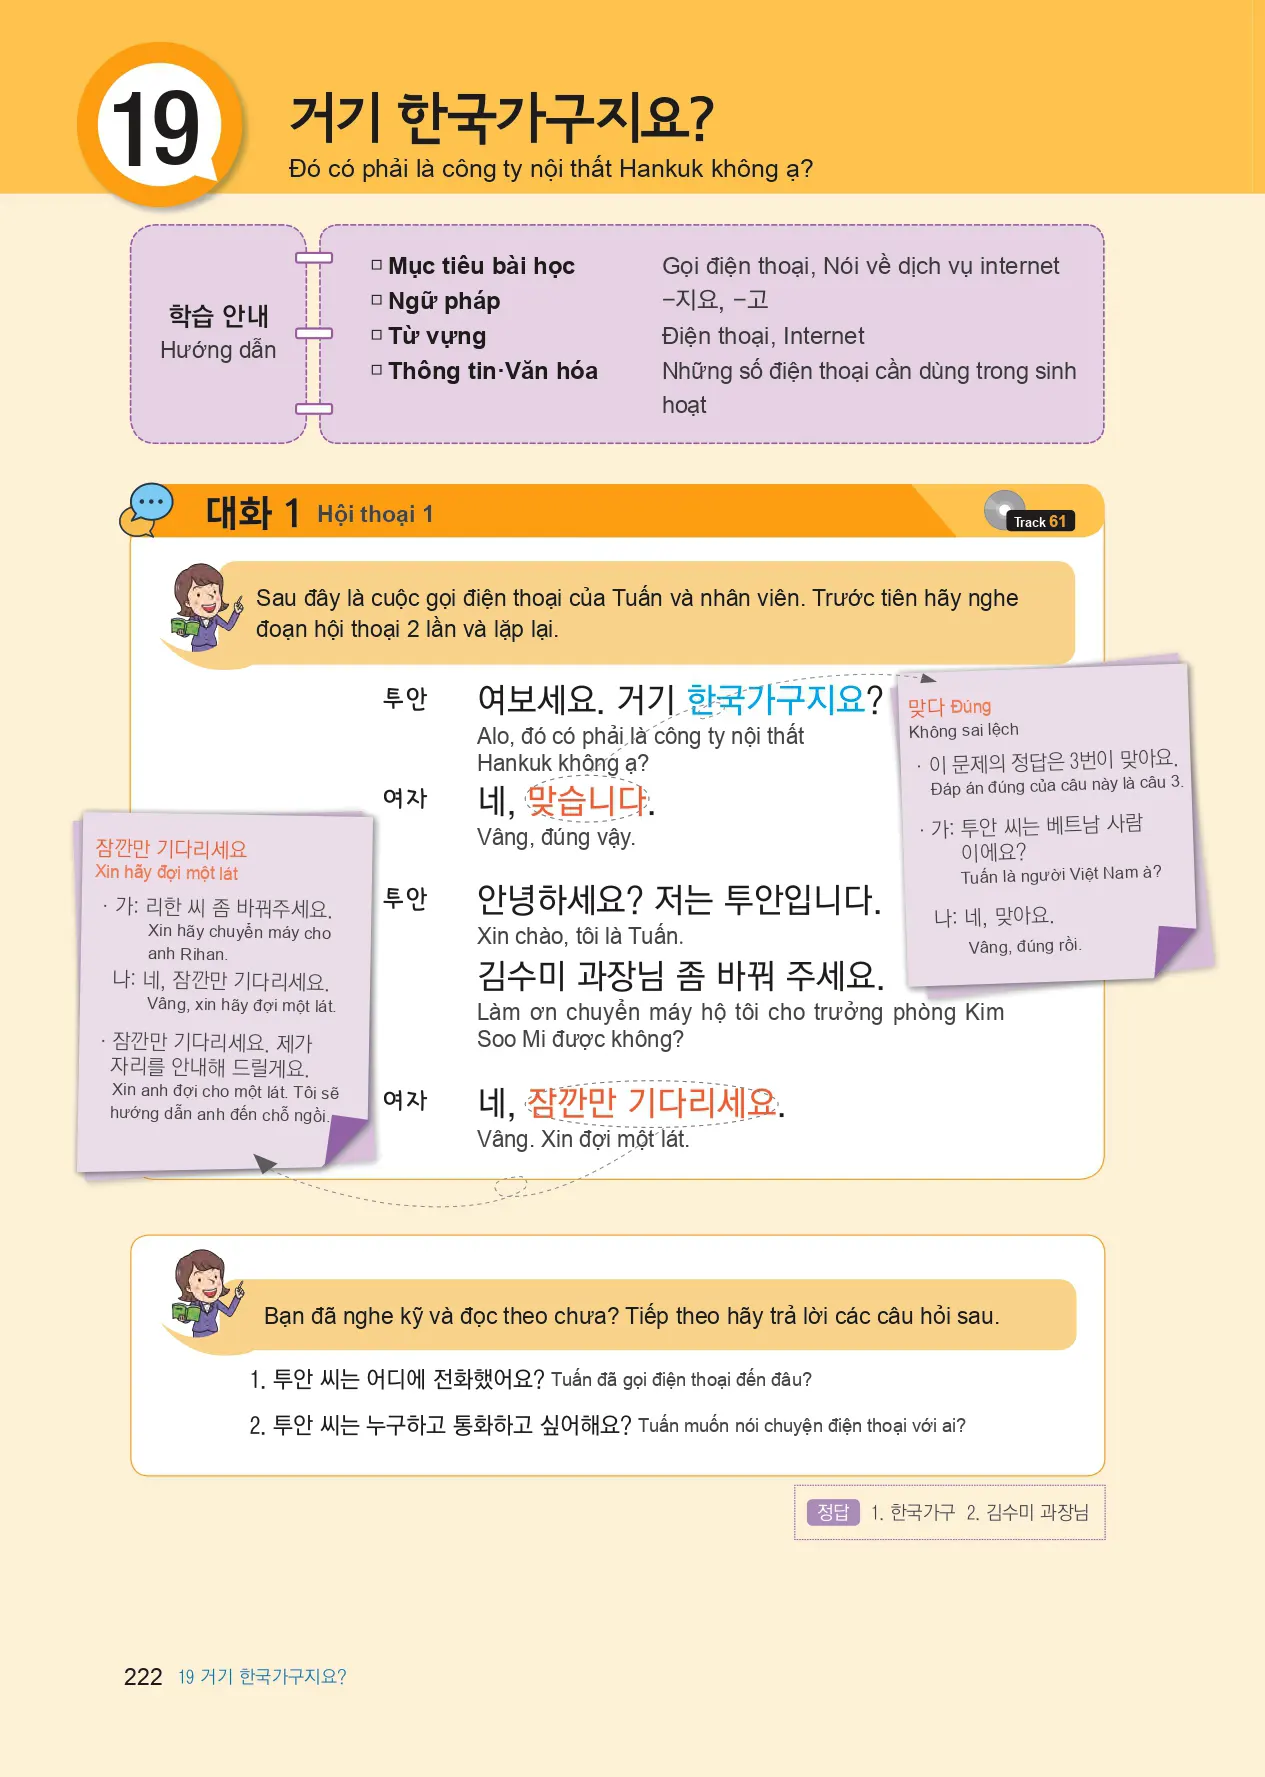 19
거기 한국가구지요?
Đó có phải là công ty nội thất Hankuk không ạ?
학습 안내
Hướng dẫn
□ Mục tiêu bài học Gọi điện thoại, Nói về dịch vụ internet
□ Ngữ pháp –지요, –고
□ Từ vựng Điện thoại, Internet
□ Thông tin·Văn hóa Những số điện thoại cần dùng trong sinh
hoạt
대화 1 Hội thoại 1
Track 61
Sau đây là cuộc gọi điện thoại của Tuấn và nhân viên. Trước tiên hãy nghe
đoạn hội thoại 2 lần và lặp lại.
투안 여보세요. 거기 한국가구지요?
Alo, đó có phải là công ty nội thất
Hankuk không ạ?
여자 네, 맞습니다.
Vâng, đúng vậy.
투안 안녕하세요? 저는 투안입니다.
Xin chào, tôi là Tuấn.
김수미 과장님 좀 바꿔 주세요.
Làm ơn chuyển máy hộ tôi cho trưởng phòng Kim
Soo Mi được không?
여자 네, 잠깐만 기다리세요.
Vâng. Xin đợi một lát.
맞다 Đúng
Không sai lệch
· 이 문제의 정답은 3번이 맞아요.
Đáp án đúng của câu này là câu 3.
· 가: 투안 씨는 베트남 사람
이에요?
Tuấn là người Việt Nam à?
나: 네, 맞아요.
Vâng, đúng rồi.
잠깐만 기다리세요
Xin hãy đợi một lát
· 가: 리한 씨 좀 바꿔주세요.
Xin hãy chuyển máy cho
anh Rihan.
나: 네, 잠깐만 기다리세요.
Vâng, xin hãy đợi một lát.
· 잠깐만 기다리세요. 제가
자리를 안내해 드릴게요.
Xin anh đợi cho một lát. Tôi sẽ
hướng dẫn anh đến chỗ ngồi.
Bạn đã nghe kỹ và đọc theo chưa? Tiếp theo hãy trả lời các câu hỏi sau.
1. 투안 씨는 어디에 전화했어요? Tuấn đã gọi điện thoại đến đâu?
2. 투안 씨는 누구하고 통화하고 싶어해요? Tuấn muốn nói chuyện điện thoại với ai?
정답 1. 한국가구 2. 김수미 과장님
222 19 거기 한국가구지요?